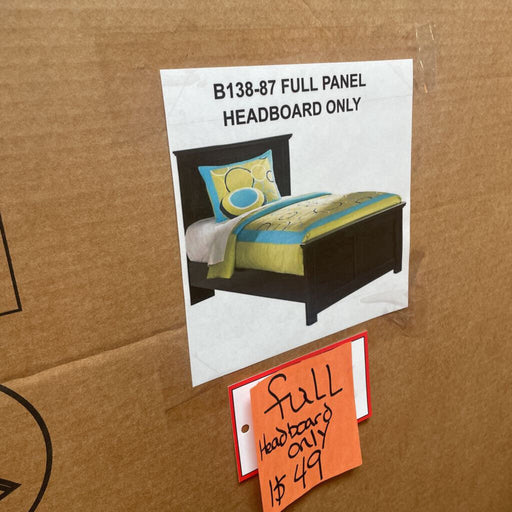 B138-87 FULL PANEL
HEADBOARD ONLY
full
Headboard
only
$49